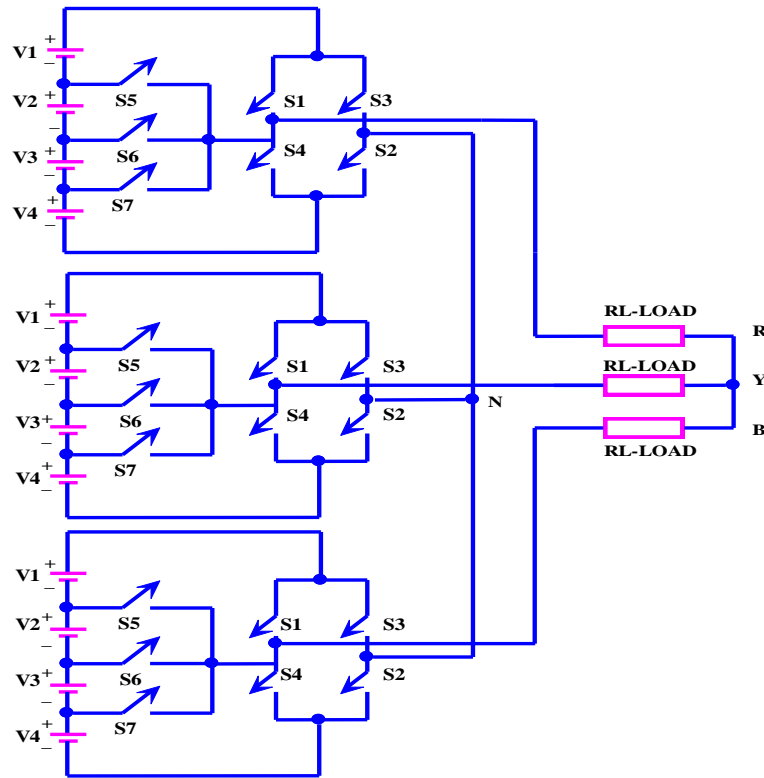 V1
+
−
S5
S1
S3
V2
+
−
S6
S4
S2
V3
+
−
S7
V4
+
−
RL-LOAD
R
V1
+
−
S5
S1
S3
RL-LOAD
Y
V2
+
−
S6
S4
S2
N
V3
+
−
S7
RL-LOAD
B
V4
+
−
V1
+
−
S5
S1
S3
V2
+
−
S6
S4
S2
V3
+
−
S7
V4
+
−